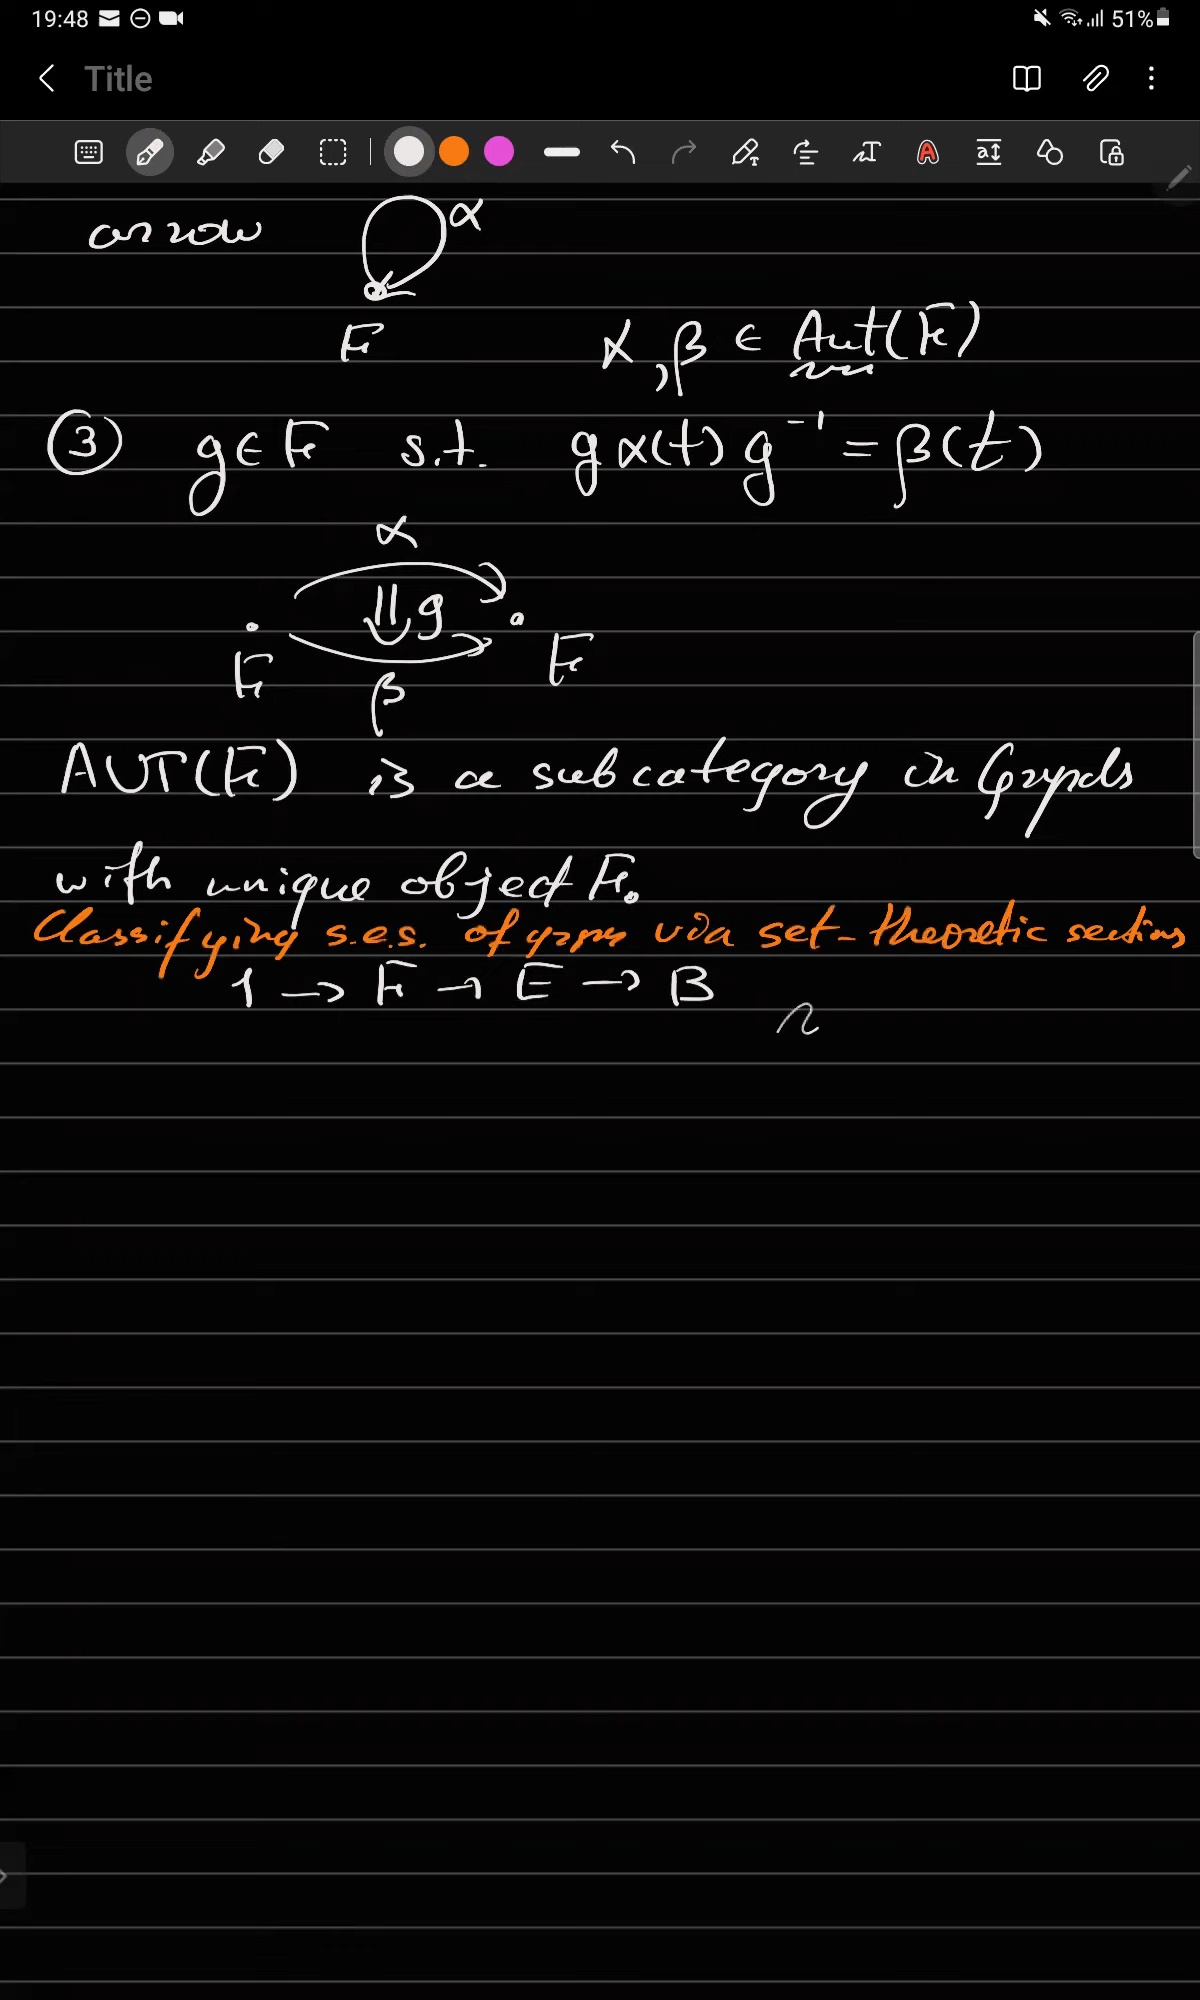 19:48 51%
Title
arrow α
F
α, β ∈ Aut(F)
③ g ∈ F s.t. g α(t) g⁻¹ = β(t)
α
⇓ g
F F
β
AUT(F) is a subcategory in Grpds
with unique object F.
Classifying s.e.s. of grps via set-theoretic sections
1 → F → E → B